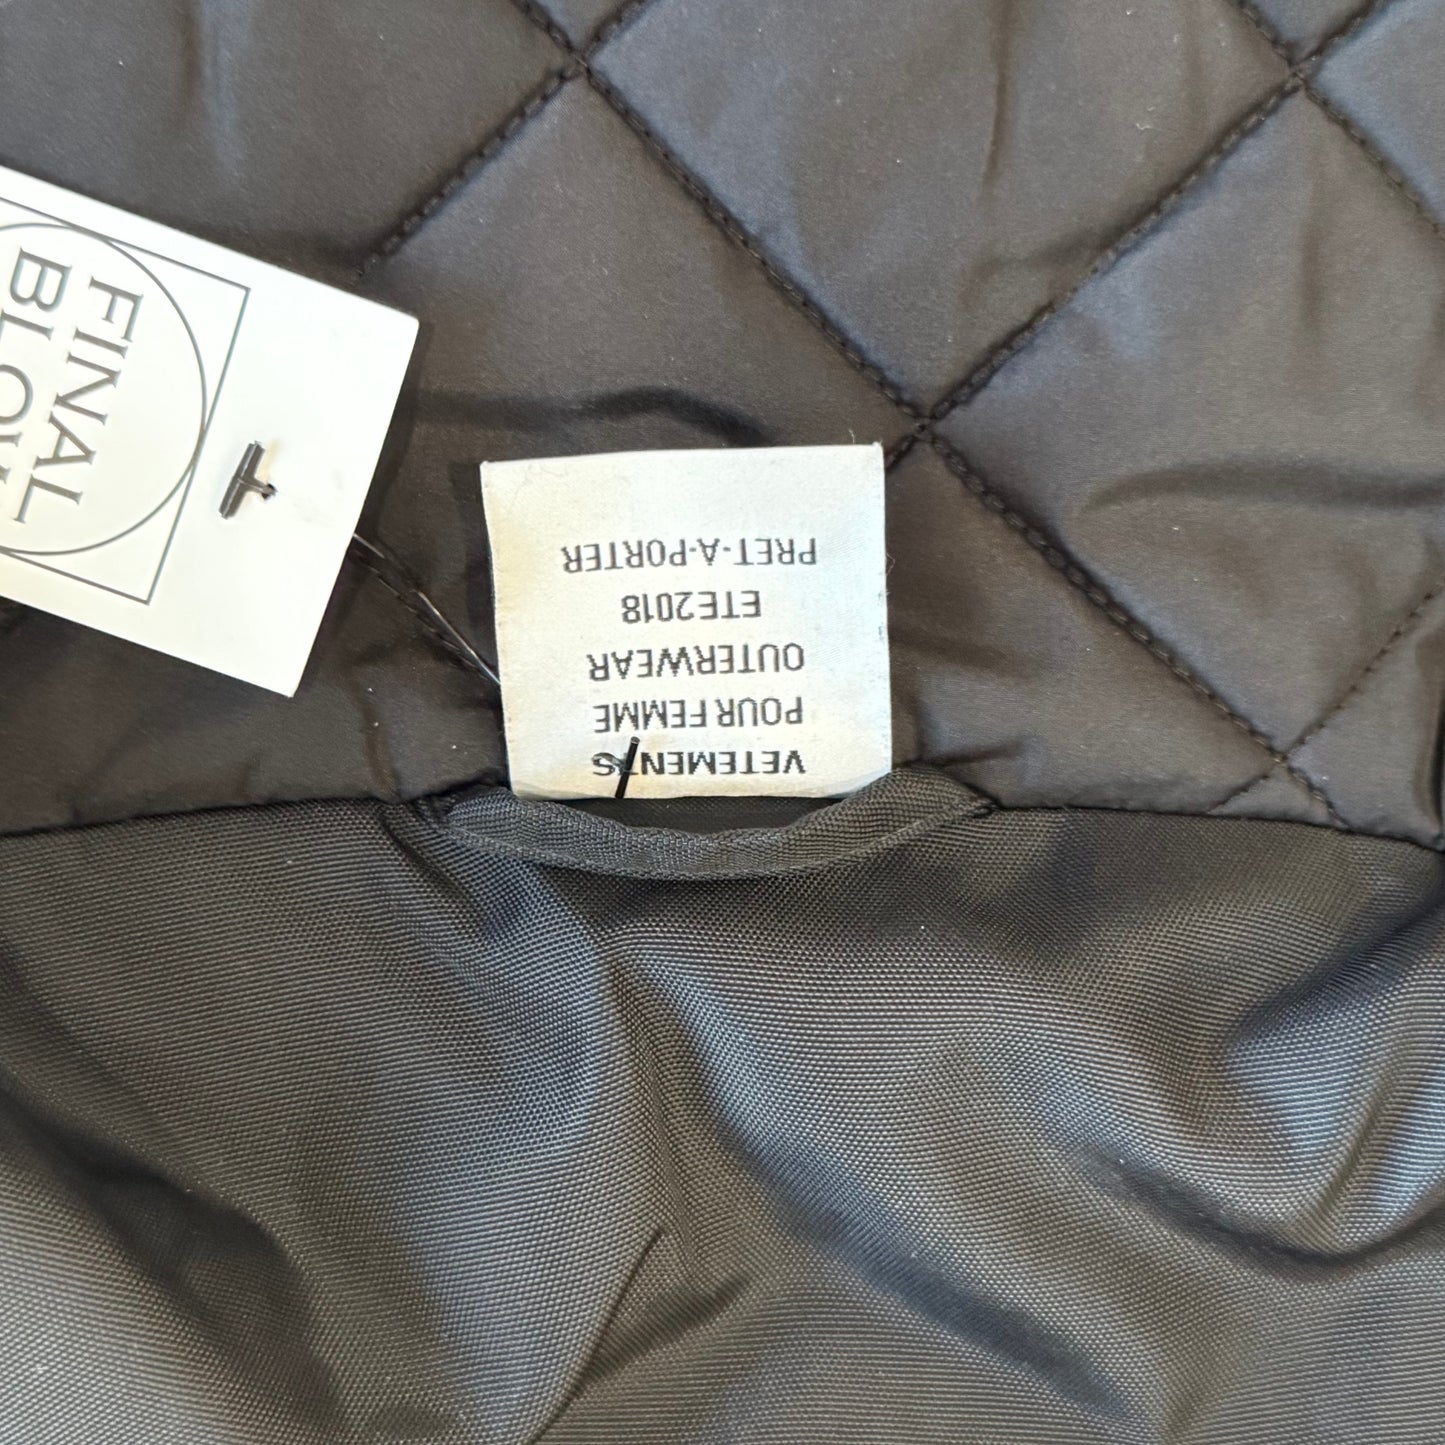 FINAL
VETEMENTS
POUR FEMME
OUTERWEAR
ETE2018
PRET-A-PORTER